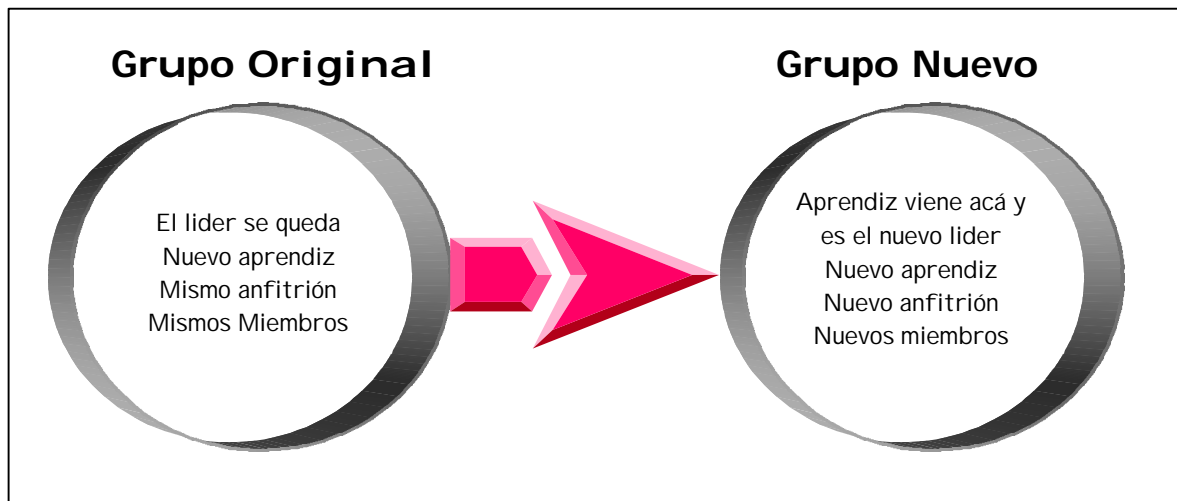 Grupo Original
El lider se queda
Nuevo aprendiz
Mismo anfitrión
Mismos Miembros
Grupo Nuevo
Aprendiz viene acá y
es el nuevo lider
Nuevo aprendiz
Nuevo anfitrión
Nuevos miembros